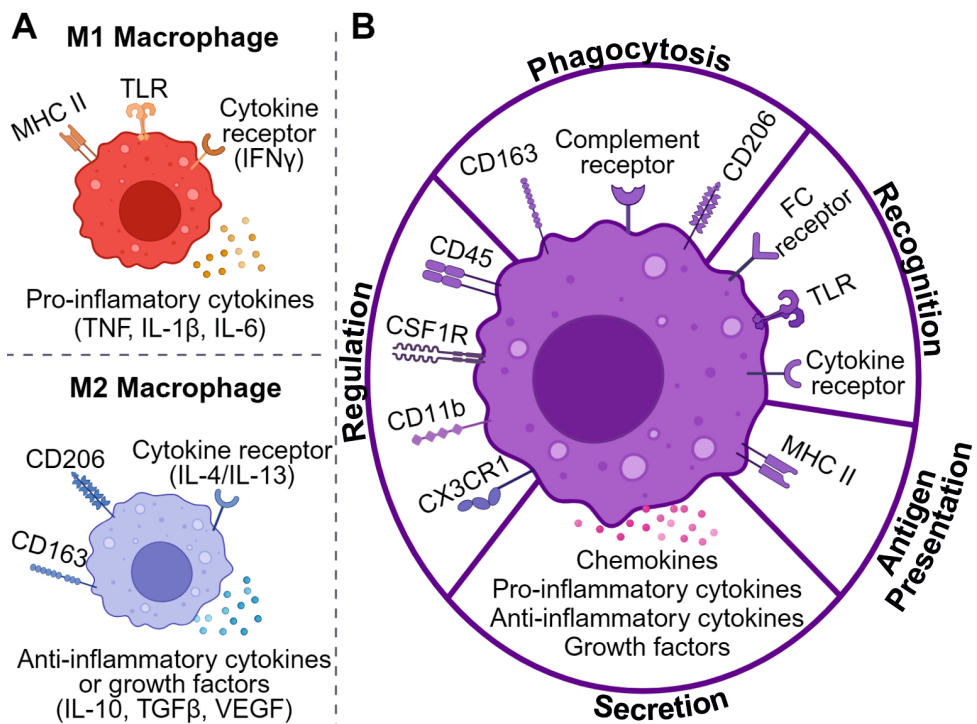 A
M1 Macrophage
MHC II
TLR
Cytokine
receptor
(IFNγ)
Pro-inflamatory cytokines
(TNF, IL-1β, IL-6)
M2 Macrophage
CD206
Cytokine receptor
(IL-4/IL-13)
CD163
Anti-inflammatory cytokines
or growth factors
(IL-10, TGFβ, VEGF)
B
Phagocytosis
CD163
Complement
receptor
CD206
Recognition
FC
receptor
TLR
Cytokine
receptor
Antigen
Presentation
MHC II
Secretion
Chemokines
Pro-inflammatory cytokines
Anti-inflammatory cytokines
Growth factors
Regulation
CD45
CSF1R
CD11b
CX3CR1